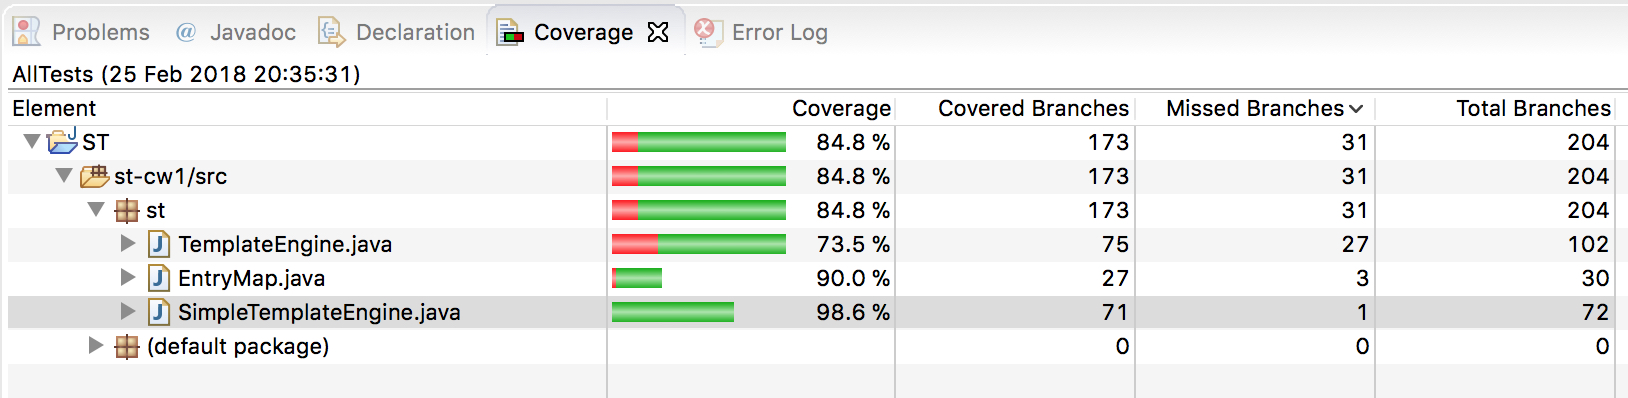 Problems @ Javadoc Declaration Coverage Error Log
AllTests (25 Feb 2018 20:35:31)
Element Coverage Covered Branches Missed Branches Total Branches
ST 84.8 % 173 31 204
st-cw1/src 84.8 % 173 31 204
st 84.8 % 173 31 204
J TemplateEngine.java 73.5 % 75 27 102
J EntryMap.java 90.0 % 27 3 30
J SimpleTemplateEngine.java 98.6 % 71 1 72
(default package) 0 0 0